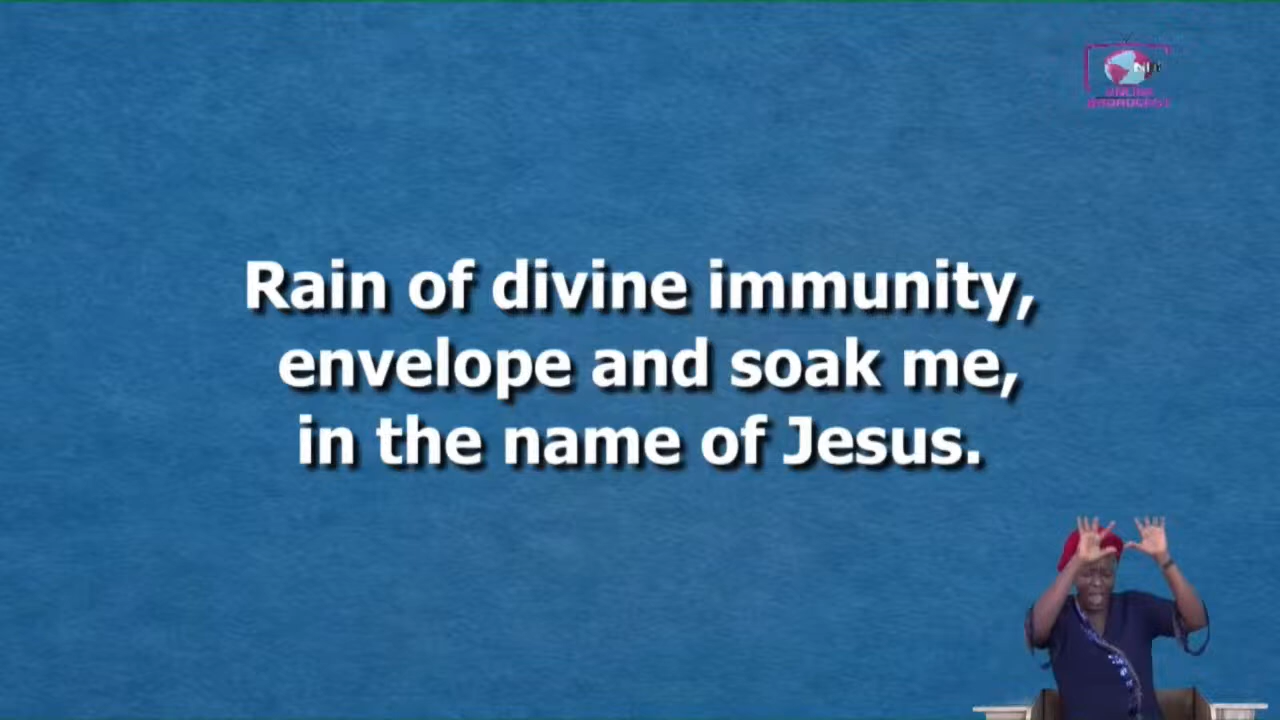 Rain of divine immunity,
envelope and soak me,
in the name of Jesus.